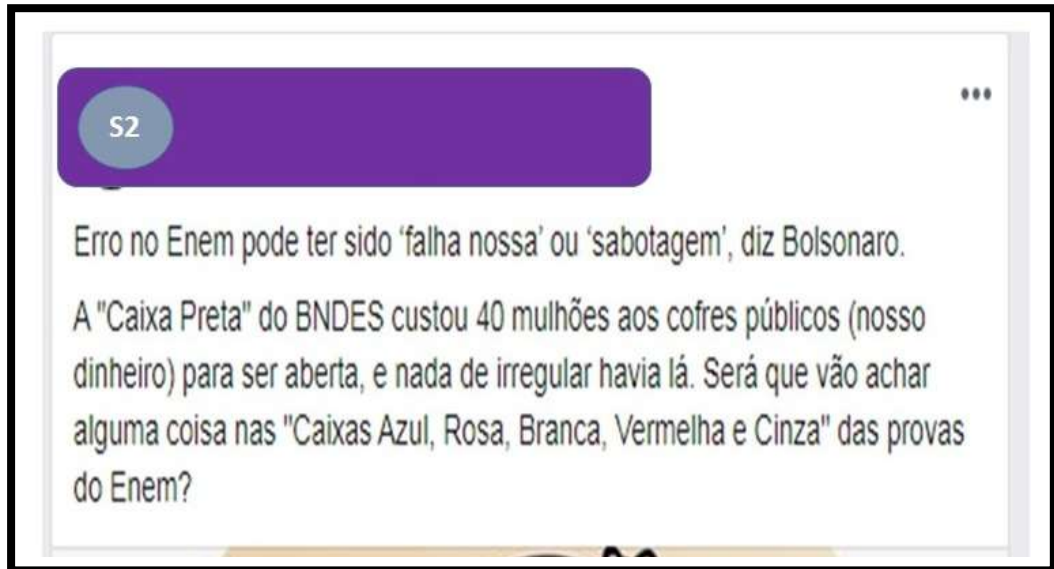 S2
Erro no Enem pode ter sido ‘falha nossa’ ou ‘sabotagem’, diz Bolsonaro.
A "Caixa Preta" do BNDES custou 40 mulhões aos cofres públicos (nosso
dinheiro) para ser aberta, e nada de irregular havia lá. Será que vão achar
alguma coisa nas "Caixas Azul, Rosa, Branca, Vermelha e Cinza" das provas
do Enem?